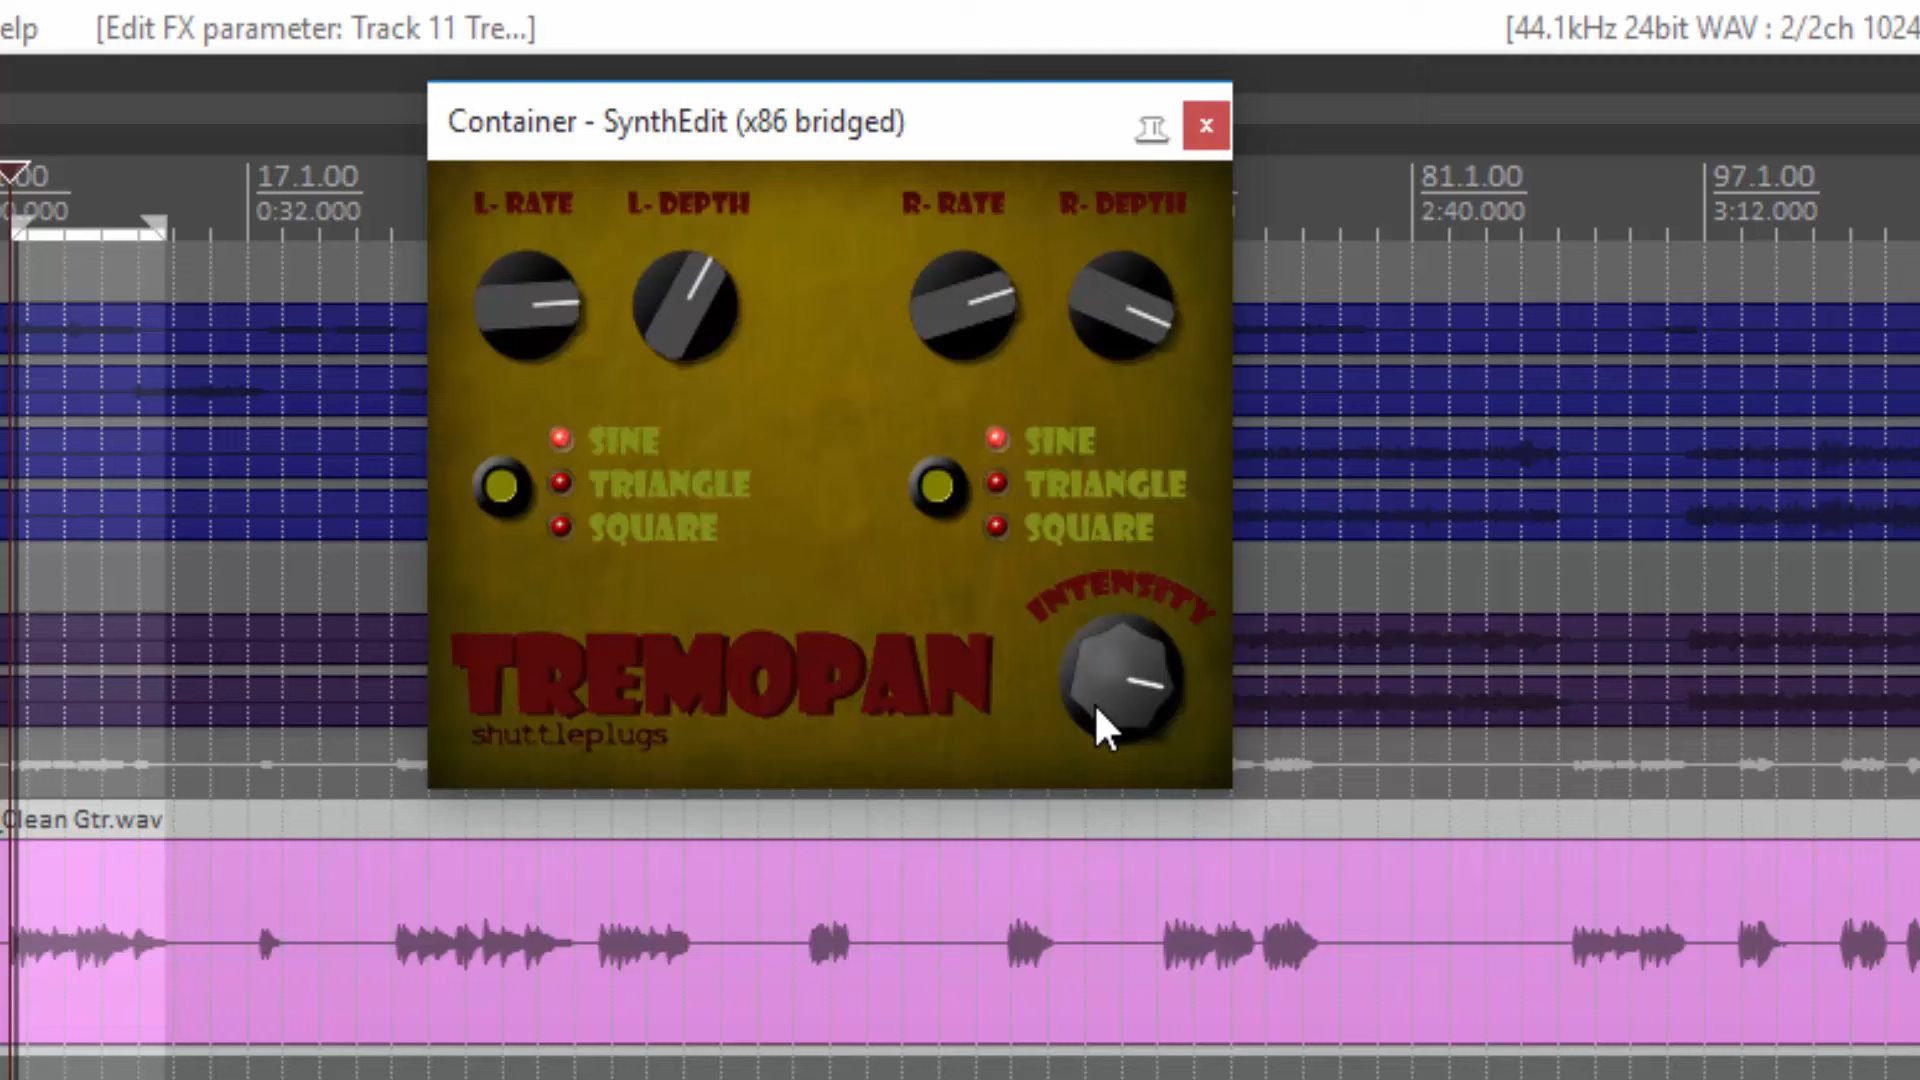 elp [Edit FX parameter: Track 11 Tre...] [44.1kHz 24bit WAV : 2/2ch 1024
Container - SynthEdit (x86 bridged)
17.1.00 81.1.00 97.1.00
0:32.000 2:40.000 3:12.000
L- RATE L- DEPTH R- RATE R- DEPTH
SINE
TRIANGLE
SQUARE
SINE
TRIANGLE
SQUARE
INTENSITY
TREMOPAN
shuttleplugs
Clean Gtr.wav